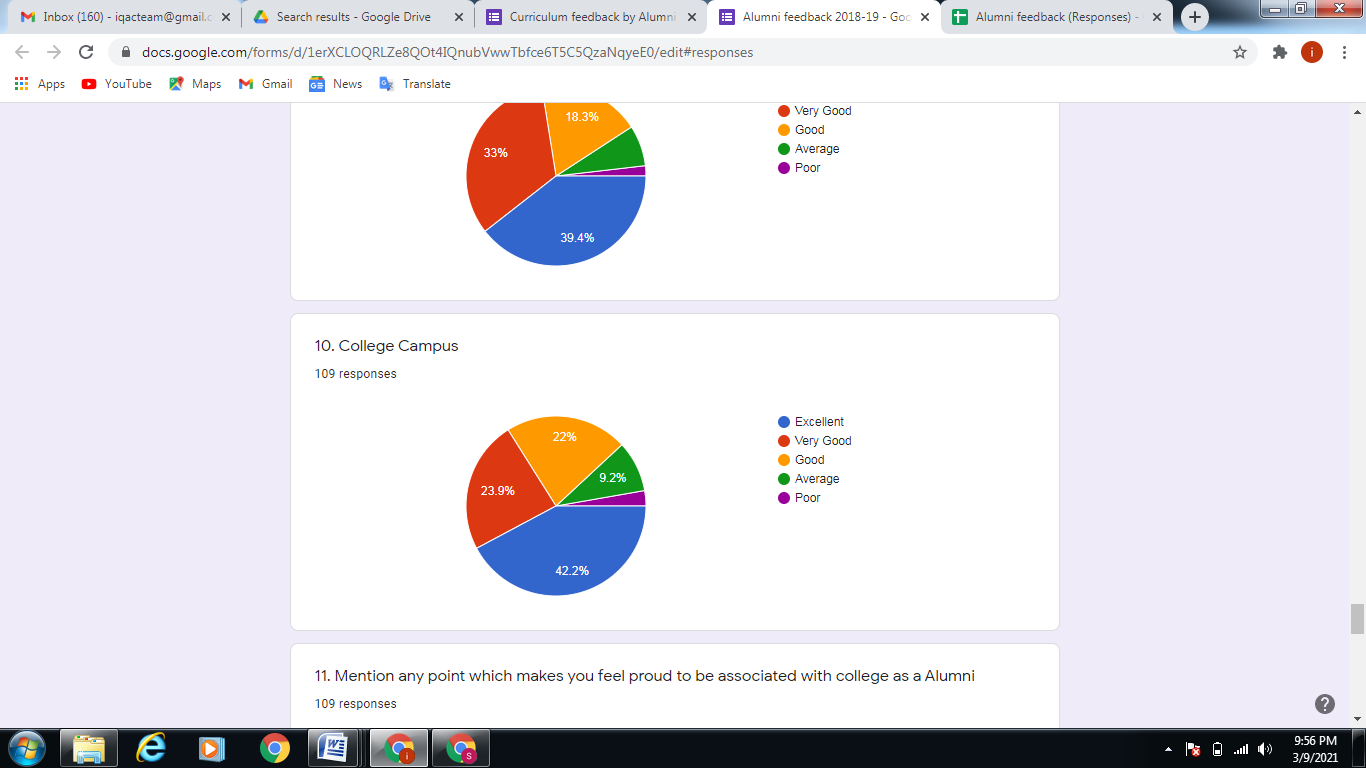 Inbox (160) - iqacteam@gmail.c
Search results - Google Drive
Curriculum feedback by Alumni
Alumni feedback 2018-19 - Goo
Alumni feedback (Responses) -
docs.google.com/forms/d/1erXCLOQRLZe8QOt4IQnubVwwTbfce6T5C5QzaNqyeE0/edit#responses
i
Apps
YouTube
Maps
Gmail
News
Translate
18.3%
33%
39.4%
Very Good
Good
Average
Poor
10. College Campus
109 responses
22%
23.9%
9.2%
42.2%
Excellent
Very Good
Good
Average
Poor
11. Mention any point which makes you feel proud to be associated with college as a Alumni
109 responses
9:56 PM
3/9/2021